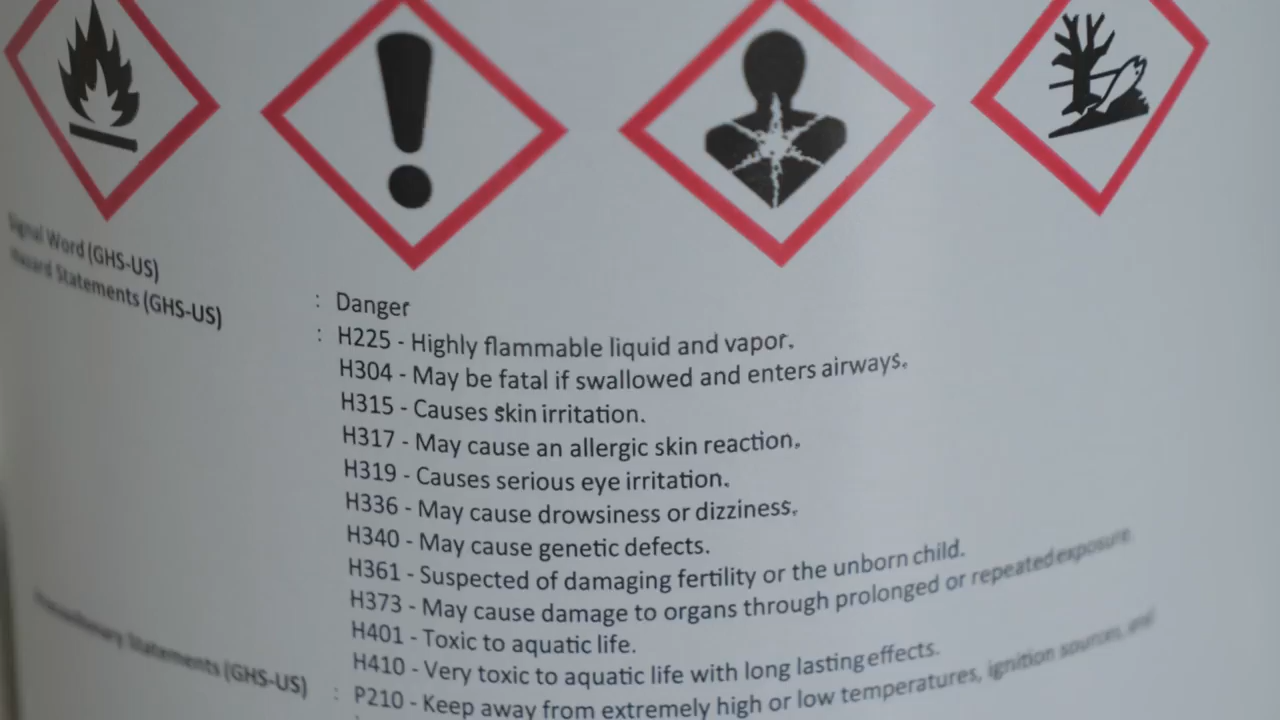 Signal Word (GHS-US) : Danger
Hazard Statements (GHS-US) : H225 - Highly flammable liquid and vapor.
H304 - May be fatal if swallowed and enters airways.
H315 - Causes skin irritation.
H317 - May cause an allergic skin reaction.
H319 - Causes serious eye irritation.
H336 - May cause drowsiness or dizziness.
H340 - May cause genetic defects.
H361 - Suspected of damaging fertility or the unborn child.
H373 - May cause damage to organs through prolonged or repeated exposure.
H401 - Toxic to aquatic life.
H410 - Very toxic to aquatic life with long lasting effects.
Precautionary Statements (GHS-US) : P210 - Keep away from extremely high or low temperatures, ignition sources, and